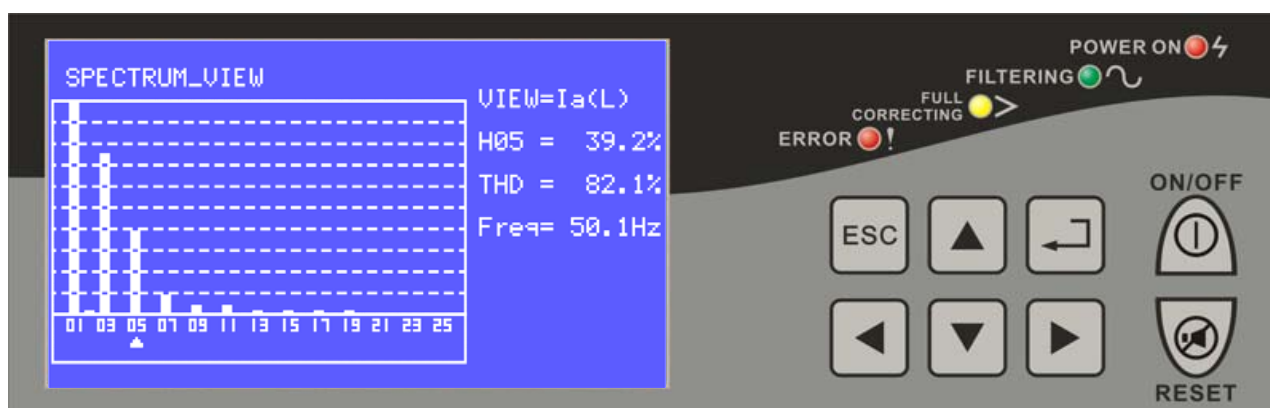 SPECTRUM_VIEW
VIEW=Ia(L)
H05 = 39.2%
THD = 82.1%
Freq= 50.1Hz
01 03 05 07 09 11 13 15 17 19 21 23 25
POWER ON
FILTERING
FULL
CORRECTING
ERROR !
ON/OFF
ESC
RESET